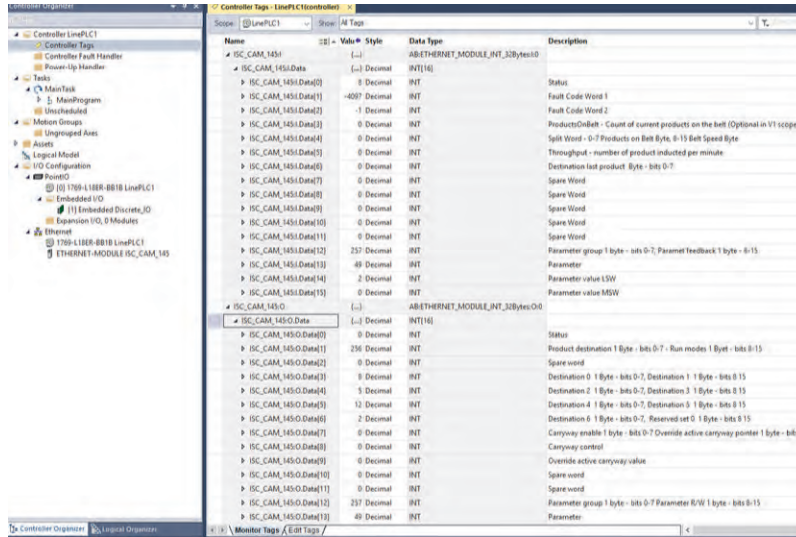 Controller Organizer
Controller Tags - LinePLC1(controller)
Scope: LinePLC1 Show: All Tags
Controller LinePLC1
Controller Tags
Controller Fault Handler
Power-Up Handler
Tasks
MainTask
MainProgram
Unscheduled
Motion Groups
Ungrouped Axes
Assets
Logical Model
I/O Configuration
PointIO
[0] 1769-L18ER-BB1B LinePLC1
Embedded I/O
[1] Embedded Discrete_IO
Expansion I/O, 0 Modules
Ethernet
1769-L18ER-BB1B LinePLC1
ETHERNET-MODULE ISC_CAM_145
Name Value Style Data Type Description
ISC_CAM_145:I {...} AB:ETHERNET_MODULE_INT_32Bytes:I:0
ISC_CAM_145:I.Data {...} Decimal INT[16]
ISC_CAM_145:I.Data[0] 8 Decimal INT Status
ISC_CAM_145:I.Data[1] -4097 Decimal INT Fault Code Word 1
ISC_CAM_145:I.Data[2] -1 Decimal INT Fault Code Word 2
ISC_CAM_145:I.Data[3] 0 Decimal INT ProductsOnBelt - Count of current products on the belt (Optional in V1 scope
ISC_CAM_145:I.Data[4] 0 Decimal INT Split Word - 0-7 Products on Belt Byte, 8-15 Belt Speed Byte
ISC_CAM_145:I.Data[5] 0 Decimal INT Throughput - number of product inducted per minute
ISC_CAM_145:I.Data[6] 0 Decimal INT Destination last product Byte - bits 0-7
ISC_CAM_145:I.Data[7] 0 Decimal INT Spare Word
ISC_CAM_145:I.Data[8] 0 Decimal INT Spare Word
ISC_CAM_145:I.Data[9] 0 Decimal INT Spare Word
ISC_CAM_145:I.Data[10] 0 Decimal INT Spare Word
ISC_CAM_145:I.Data[11] 0 Decimal INT Spare Word
ISC_CAM_145:I.Data[12] 257 Decimal INT Parameter group 1 byte - bits 0-7, Paramet feedback 1 byte - 8-15
ISC_CAM_145:I.Data[13] 49 Decimal INT Parameter
ISC_CAM_145:I.Data[14] 2 Decimal INT Parameter value LSW
ISC_CAM_145:I.Data[15] 0 Decimal INT Parameter value MSW
ISC_CAM_145:O {...} AB:ETHERNET_MODULE_INT_32Bytes:O:0
ISC_CAM_145:O.Data {...} Decimal INT[16]
ISC_CAM_145:O.Data[0] 0 Decimal INT Status
ISC_CAM_145:O.Data[1] 256 Decimal INT Product destination 1 Byte - bits 0-7 - Run modes 1 Byet - bits 8-15
ISC_CAM_145:O.Data[2] 0 Decimal INT Spare word
ISC_CAM_145:O.Data[3] 8 Decimal INT Destination 0 1 Byte - bits 0-7, Destination 1 1 Byte - bits 8 15
ISC_CAM_145:O.Data[4] 5 Decimal INT Destination 2 1 Byte - bits 0-7, Destination 3 1 Byte - bits 8 15
ISC_CAM_145:O.Data[5] 12 Decimal INT Destination 4 1 Byte - bits 0-7, Destination 5 1 Byte - bits 8 15
ISC_CAM_145:O.Data[6] 2 Decimal INT Destination 6 1 Byte - bits 0-7, Reserved set 0 1 Byte - bits 8 15
ISC_CAM_145:O.Data[7] 0 Decimal INT Carryway enable 1 byte - bits 0-7 Override active carryway pointer 1 byte - bit
ISC_CAM_145:O.Data[8] 0 Decimal INT Carryway control
ISC_CAM_145:O.Data[9] 0 Decimal INT Override active carryway value
ISC_CAM_145:O.Data[10] 0 Decimal INT Spare word
ISC_CAM_145:O.Data[11] 0 Decimal INT Spare word
ISC_CAM_145:O.Data[12] 257 Decimal INT Parameter group 1 byte - bits 0-7 Parameter R/W 1 byet - bits 8-15
ISC_CAM_145:O.Data[13] 49 Decimal INT Parameter
Controller Organizer Logical Organizer
Monitor Tags Edit Tags